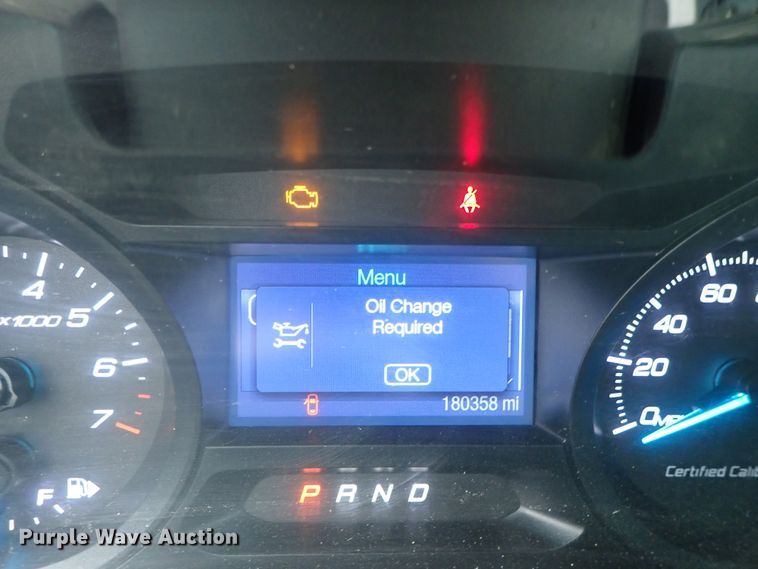 Menu
Oil Change
Required
OK
180358 mi
4
5
x1000
6
7
F
60
40
20
0
P R N D
Certified Calib
Purple Wave Auction